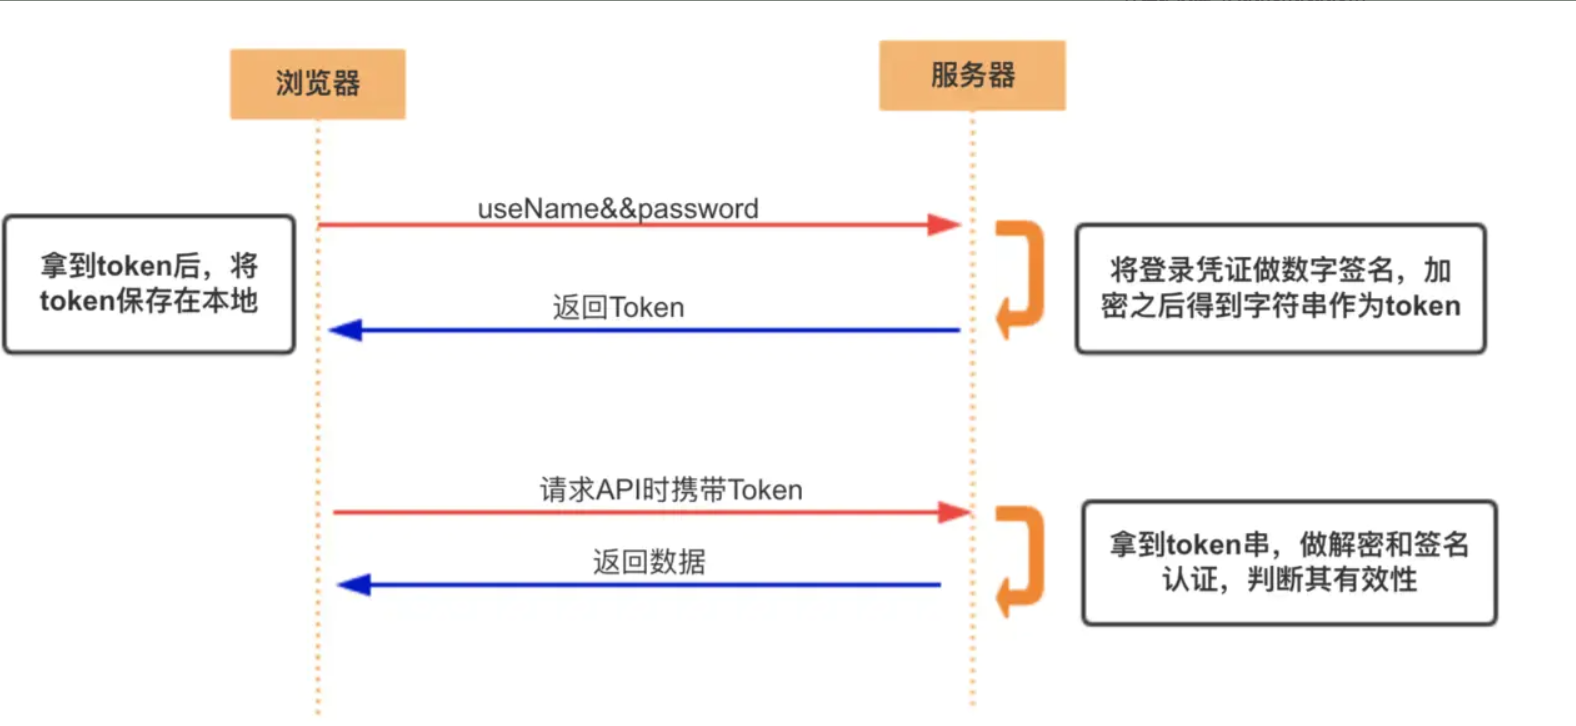 浏览器
服务器
useName&&password
拿到token后，将
token保存在本地
将登录凭证做数字签名，加
密之后得到字符串作为token
返回Token
请求API时携带Token
拿到token串，做解密和签名
认证，判断其有效性
返回数据